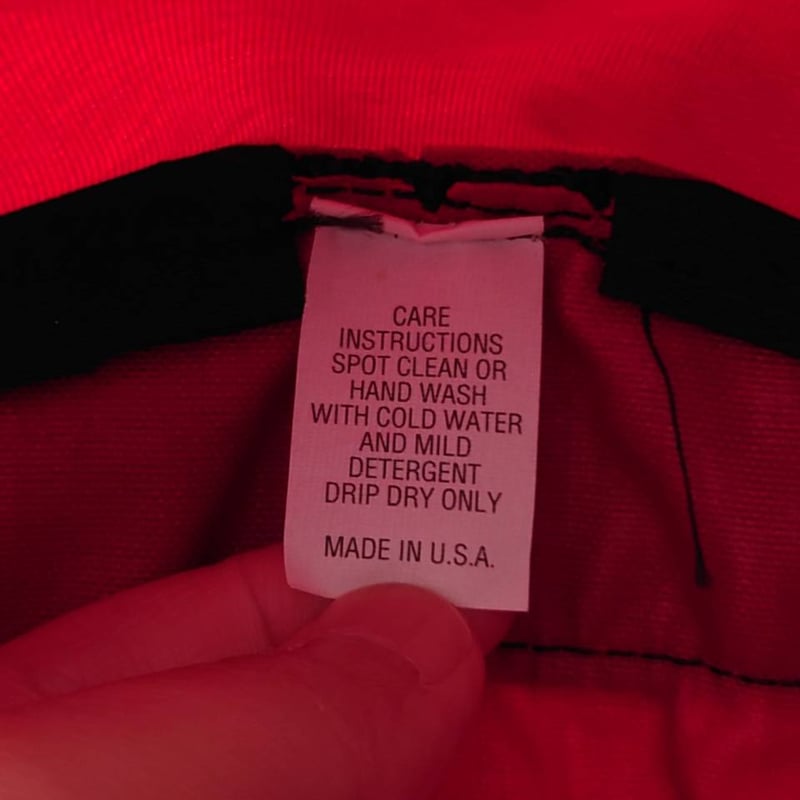 CARE
INSTRUCTIONS
SPOT CLEAN OR
HAND WASH
WITH COLD WATER
AND MILD
DETERGENT
DRIP DRY ONLY
MADE IN U.S.A.